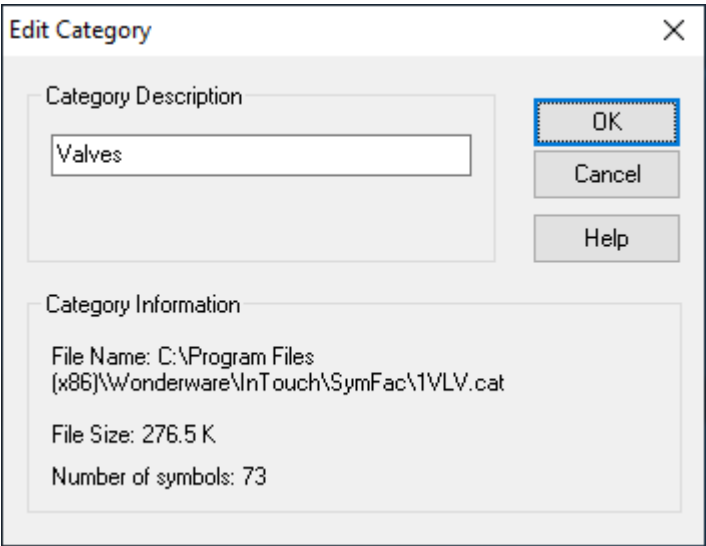 Edit Category
Category Description
Valves
OK
Cancel
Help
Category Information
File Name: C:\Program Files
(x86)\Wonderware\InTouch\SymFac\1VLV.cat
File Size: 276.5 K
Number of symbols: 73